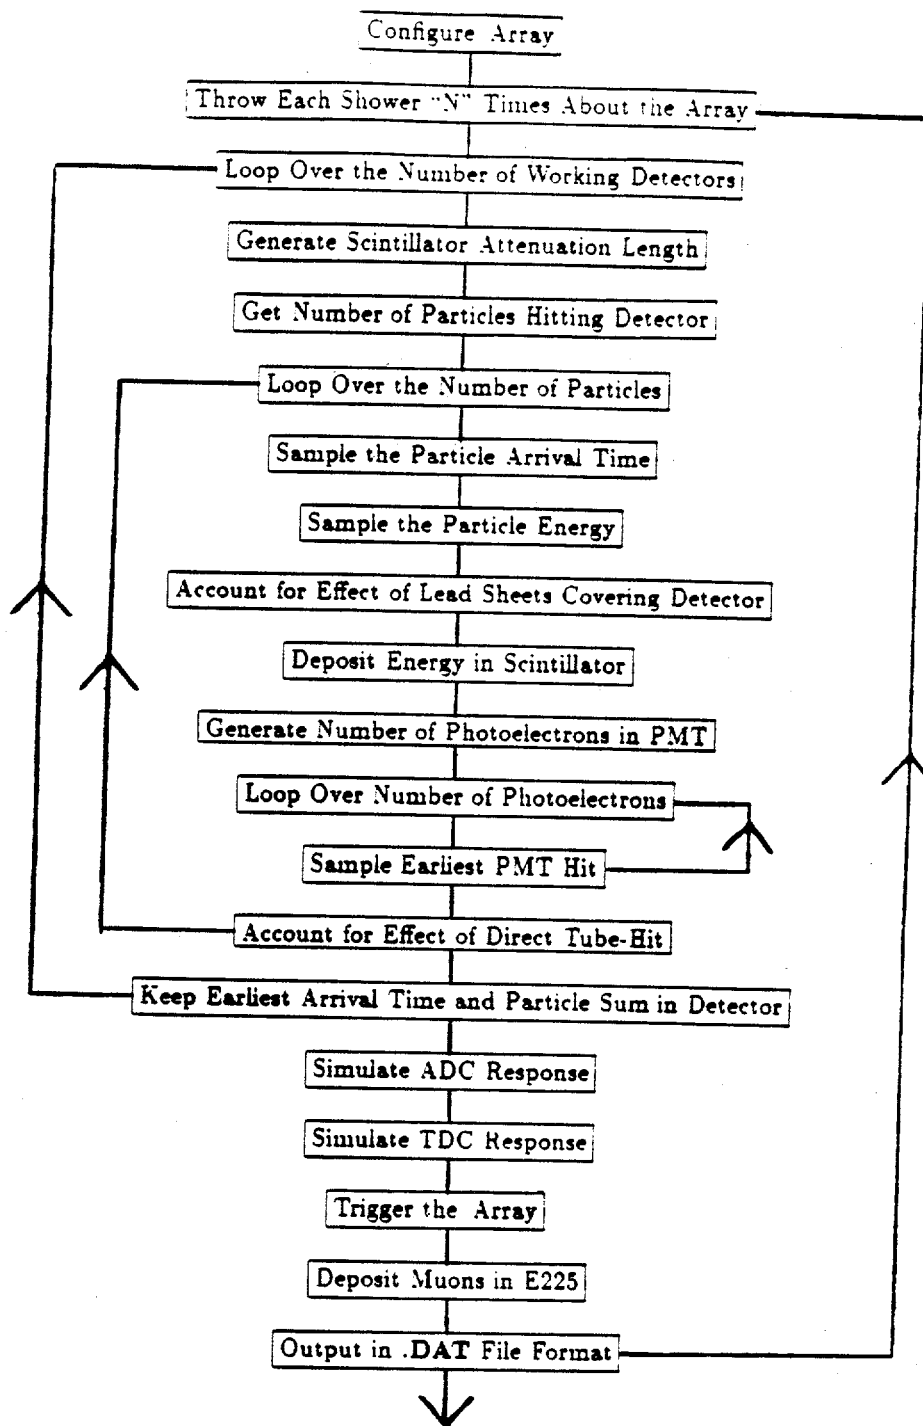 Configure Array
Throw Each Shower "N" Times About the Array
Loop Over the Number of Working Detectors
Generate Scintillator Attenuation Length
Get Number of Particles Hitting Detector
Loop Over the Number of Particles
Sample the Particle Arrival Time
Sample the Particle Energy
Account for Effect of Lead Sheets Covering Detector
Deposit Energy in Scintillator
Generate Number of Photoelectrons in PMT
Loop Over Number of Photoelectrons
Sample Earliest PMT Hit
Account for Effect of Direct Tube-Hit
Keep Earliest Arrival Time and Particle Sum in Detector
Simulate ADC Response
Simulate TDC Response
Trigger the Array
Deposit Muons in E225
Output in .DAT File Format